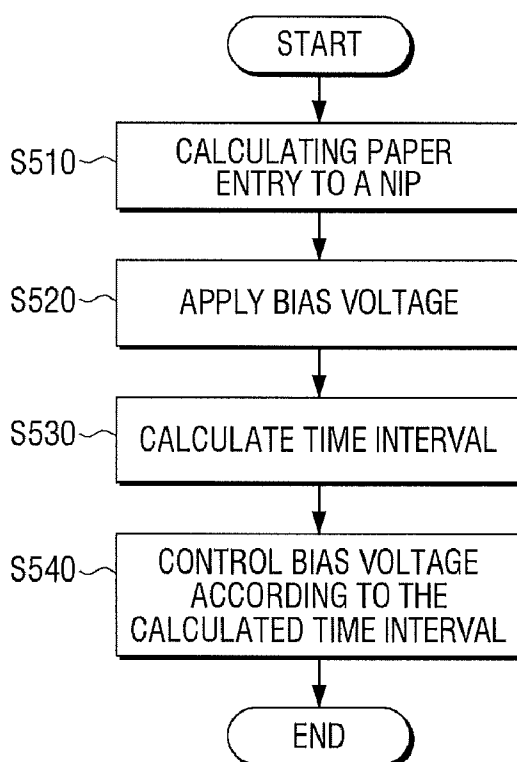 START
S510
CALCULATING PAPER
ENTRY TO A NIP
S520
APPLY BIAS VOLTAGE
S530
CALCULATE TIME INTERVAL
S540
CONTROL BIAS VOLTAGE
ACCORDING TO THE
CALCULATED TIME INTERVAL
END